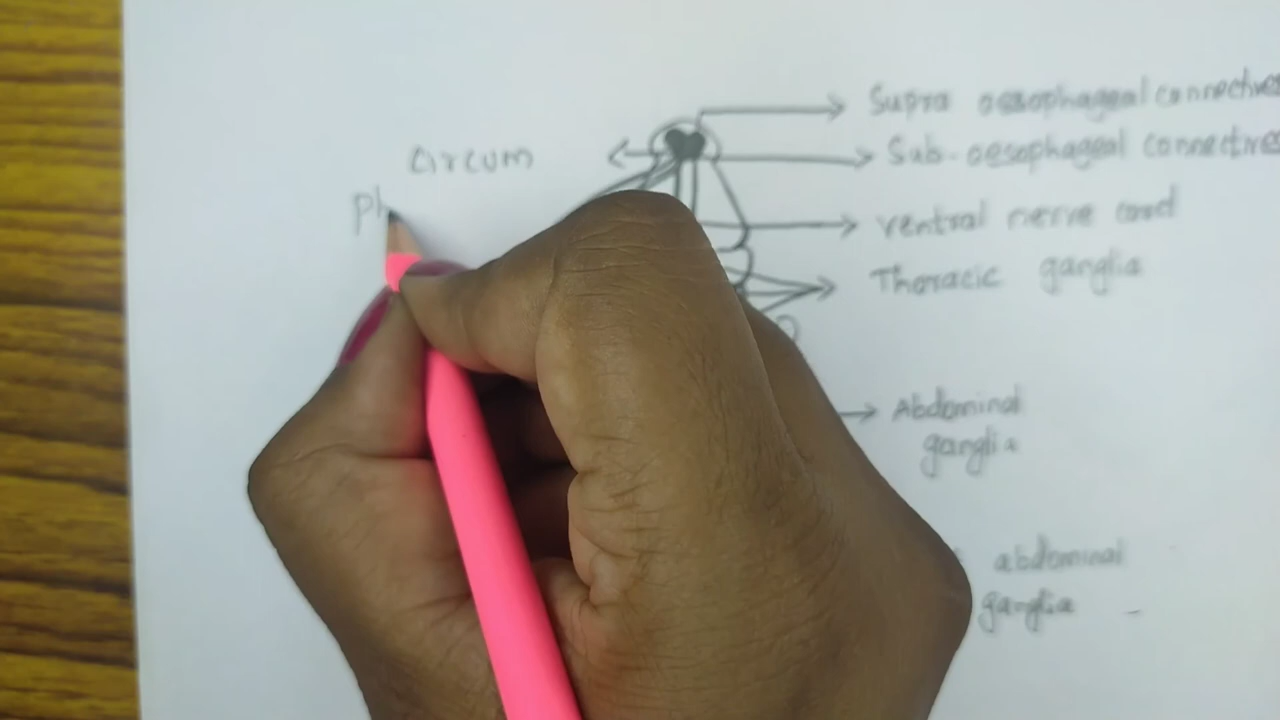 Supra oesophageal connectives
Sub-oesophageal connectives
circum
ph
ventral nerve cord
Thoracic ganglia
Abdominal
ganglia
abdominal
ganglia